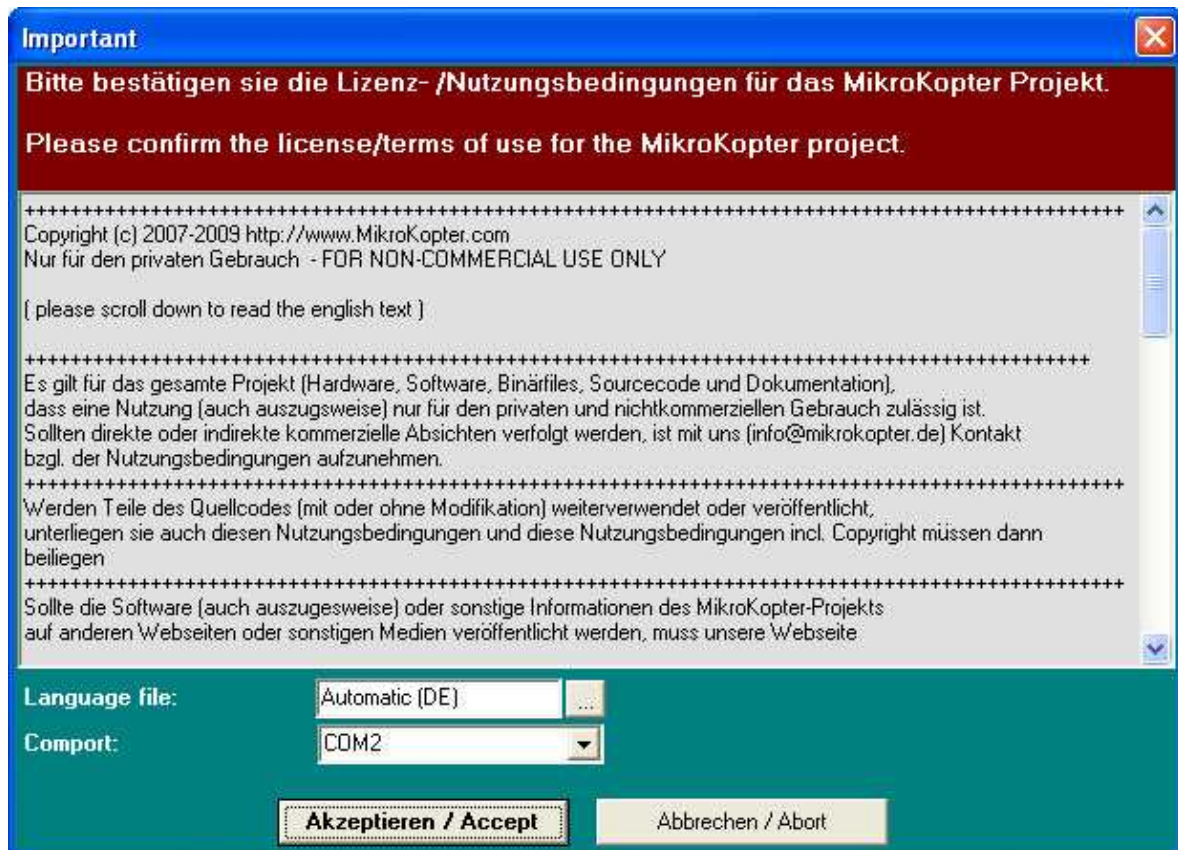 Important
Bitte bestätigen sie die Lizenz- /Nutzungsbedingungen für das MikroKopter Projekt.
Please confirm the license/terms of use for the MikroKopter project.
++++++++++++++++++++++++++++++++++++++++++++++++++++++++++++++++++++++++++++++++++++++++++++
Copyright (c) 2007-2009 http://www.MikroKopter.com
Nur für den privaten Gebrauch - FOR NON-COMMERCIAL USE ONLY
( please scroll down to read the english text )
+++++++++++++++++++++++++++++++++++++++++++++++++++++++++++++++++++++++++++++++++++++++++
Es gilt für das gesamte Projekt (Hardware, Software, Binärfiles, Sourcecode und Dokumentation),
dass eine Nutzung (auch auszugsweise) nur für den privaten und nichtkommerziellen Gebrauch zulässig ist.
Sollten direkte oder indirekte kommerzielle Absichten verfolgt werden, ist mit uns (info@mikrokopter.de) Kontakt
bzgl. der Nutzungsbedingungen aufzunehmen.
++++++++++++++++++++++++++++++++++++++++++++++++++++++++++++++++++++++++++++++++++++++++++++
Werden Teile des Quellcodes (mit oder ohne Modifikation) weiterverwendet oder veröffentlicht,
unterliegen sie auch diesen Nutzungsbedingungen und diese Nutzungsbedingungen incl. Copyright müssen dann
beiliegen
++++++++++++++++++++++++++++++++++++++++++++++++++++++++++++++++++++++++++++++++++++++++++++
Sollte die Software (auch auszugesweise) oder sonstige Informationen des MikroKopter-Projekts
auf anderen Webseiten oder sonstigen Medien veröffentlicht werden, muss unsere Webseite
Language file: Automatic (DE) ...
Comport: COM2
Akzeptieren / Accept Abbrechen / Abort